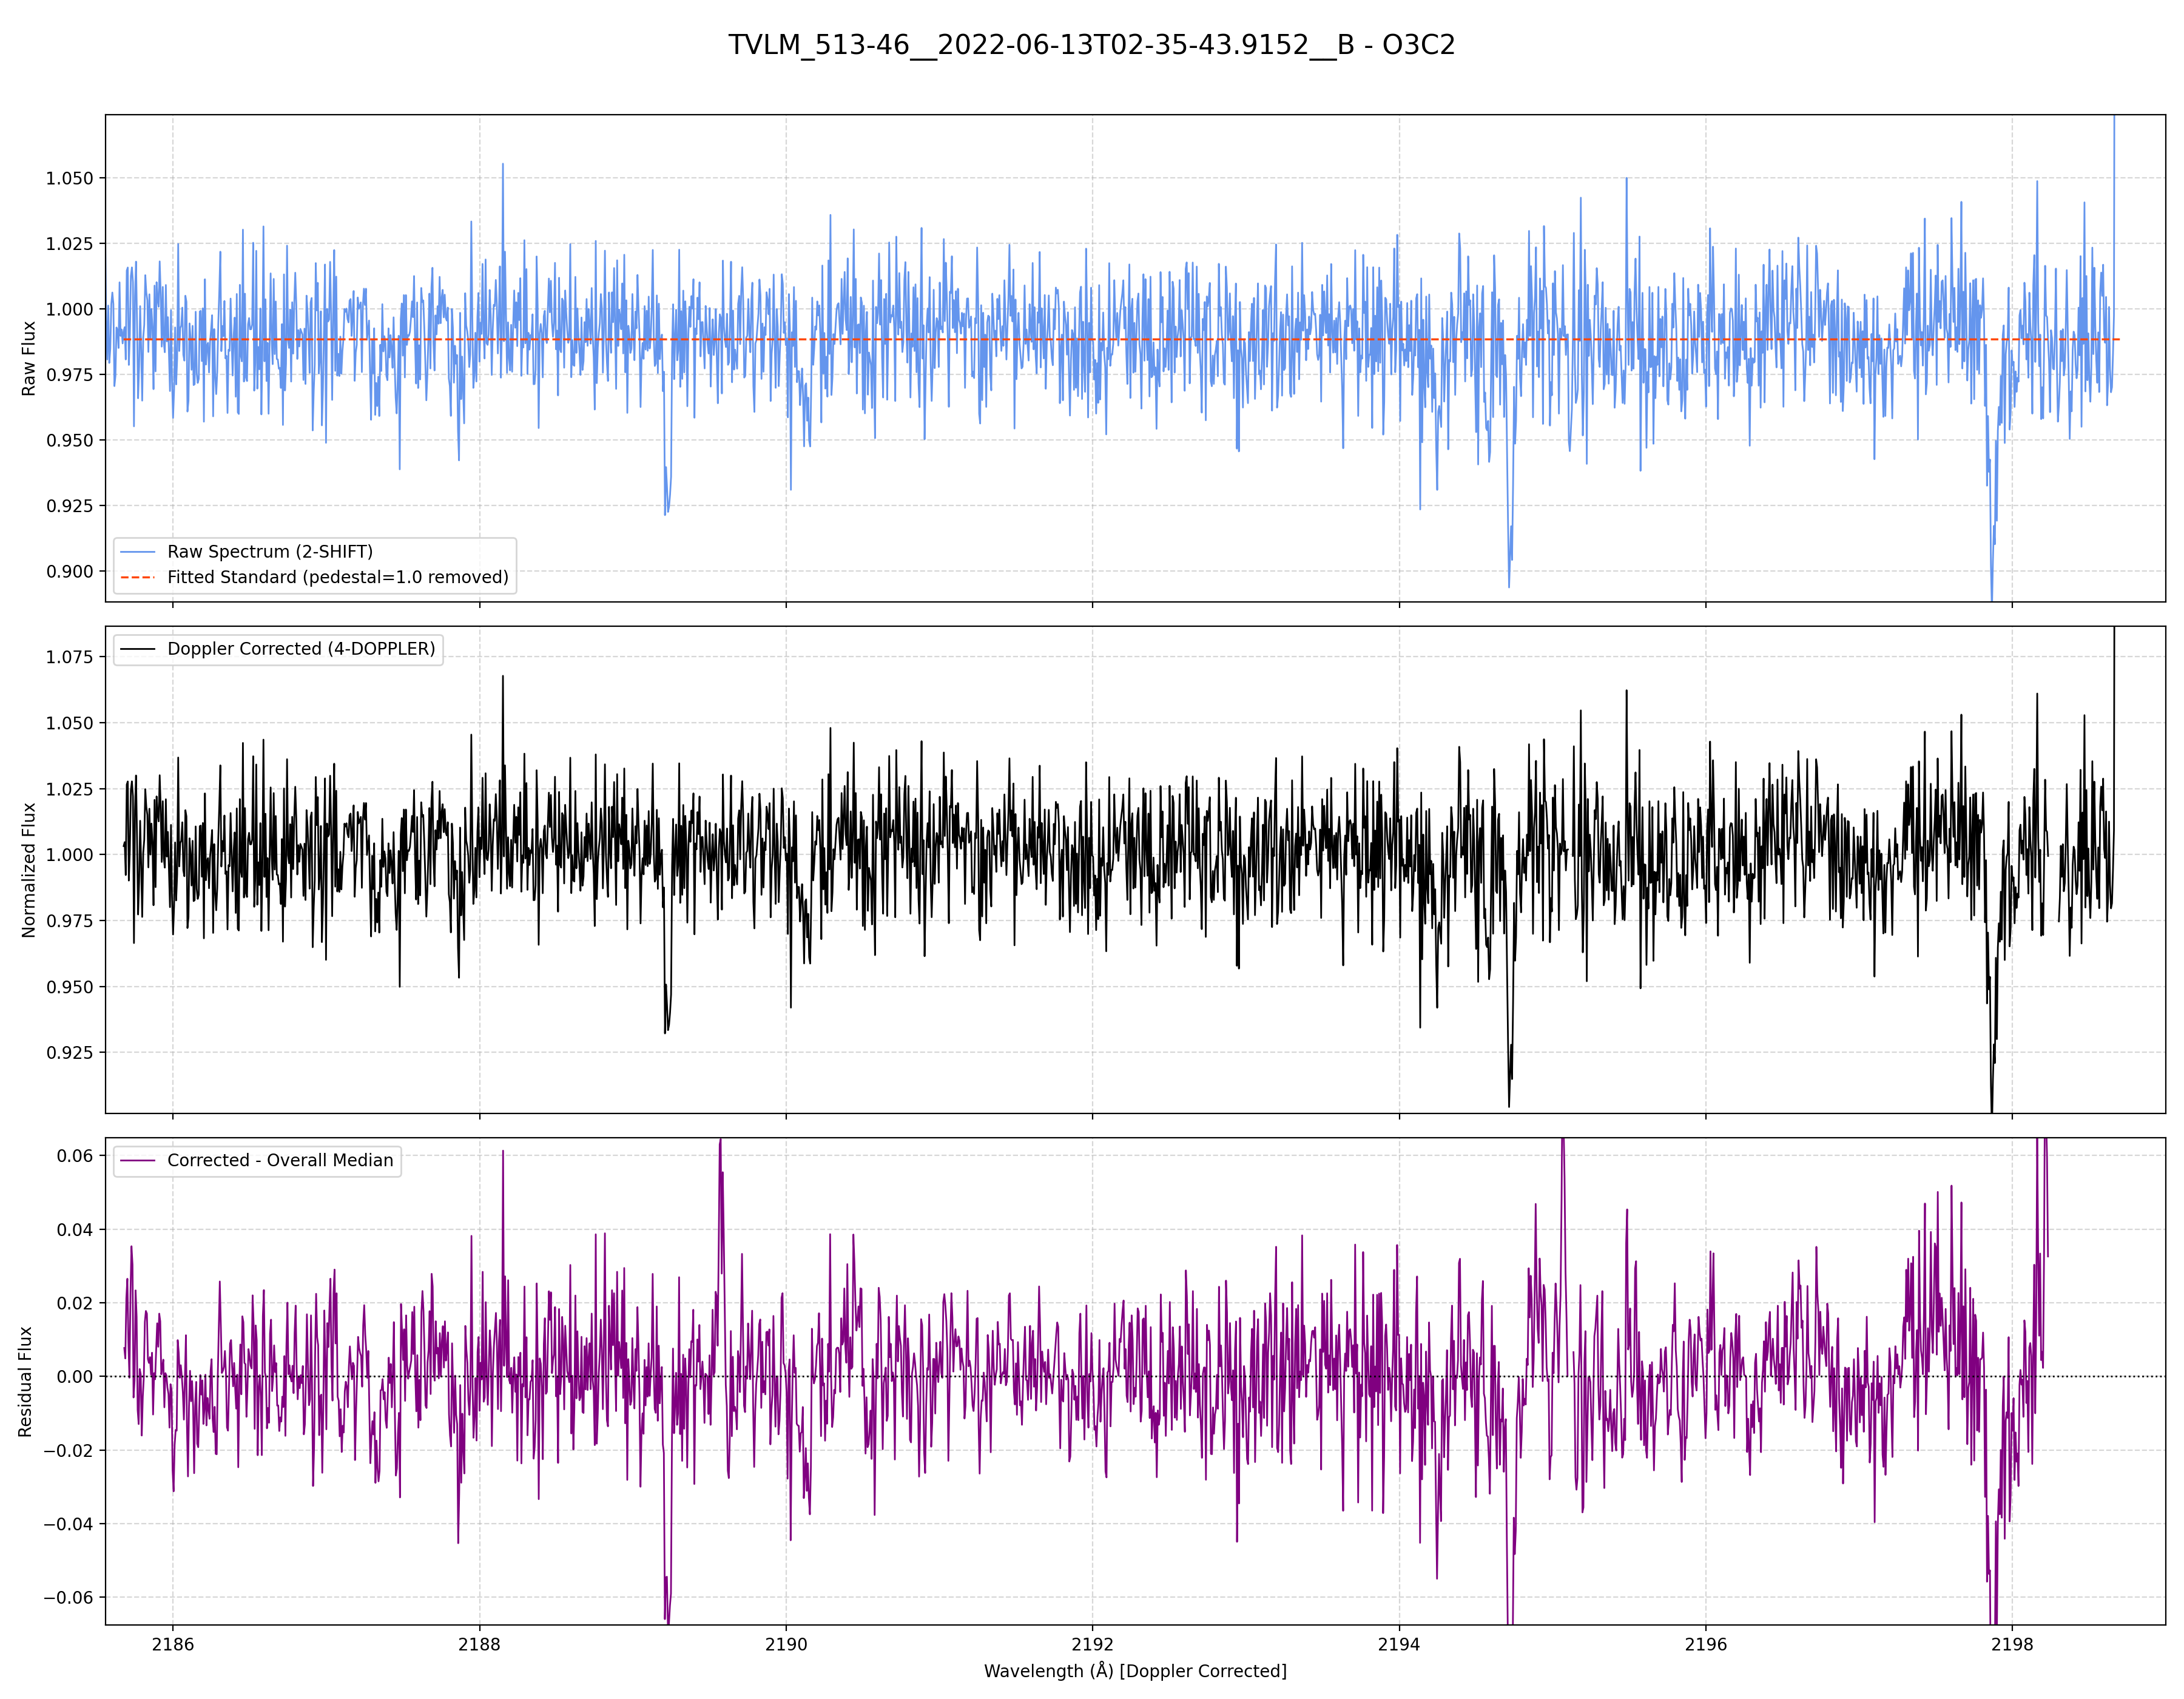 TVLM_513-46__2022-06-13T02-35-43.9152__B - O3C2
Raw Flux
1.050
1.025
1.000
0.975
0.950
0.925
0.900
Raw Spectrum (2-SHIFT)
Fitted Standard (pedestal=1.0 removed)
Normalized Flux
1.075
1.050
1.025
1.000
0.975
0.950
0.925
Doppler Corrected (4-DOPPLER)
Residual Flux
0.06
0.04
0.02
0.00
−0.02
−0.04
−0.06
Corrected - Overall Median
2186 2188 2190 2192 2194 2196 2198
Wavelength (Å) [Doppler Corrected]